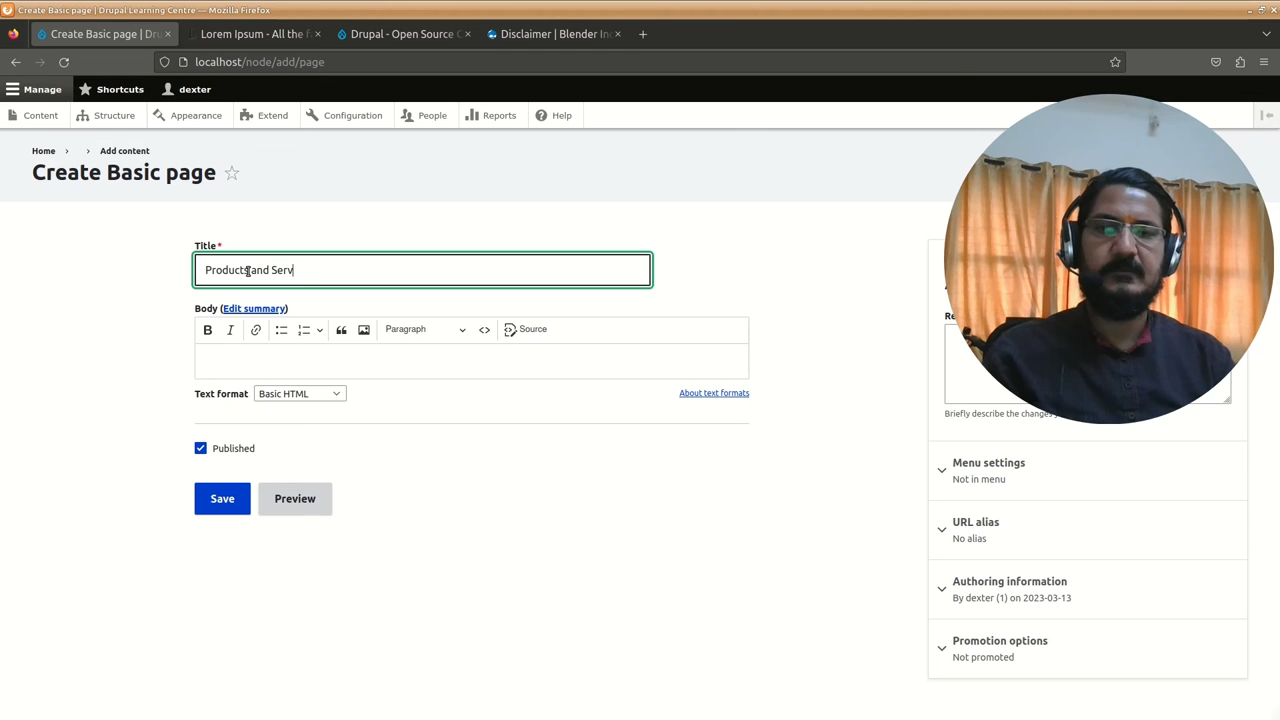 Create Basic page | Drupal Learning Centre — Mozilla Firefox
Create Basic page | Dru
Lorem Ipsum - All the f
Drupal - Open Source C
Disclaimer | Blender Inc
localhost/node/add/page
Manage
Shortcuts
dexter
Content
Structure
Appearance
Extend
Configuration
People
Reports
Help
Home › › Add content
Create Basic page
Title*
Products and Serv
Body (Edit summary)
Paragraph
Source
Text format
Basic HTML
About text formats
Published
Save
Preview
Re
Briefly describe the changes
Menu settings
Not in menu
URL alias
No alias
Authoring information
By dexter (1) on 2023-03-13
Promotion options
Not promoted